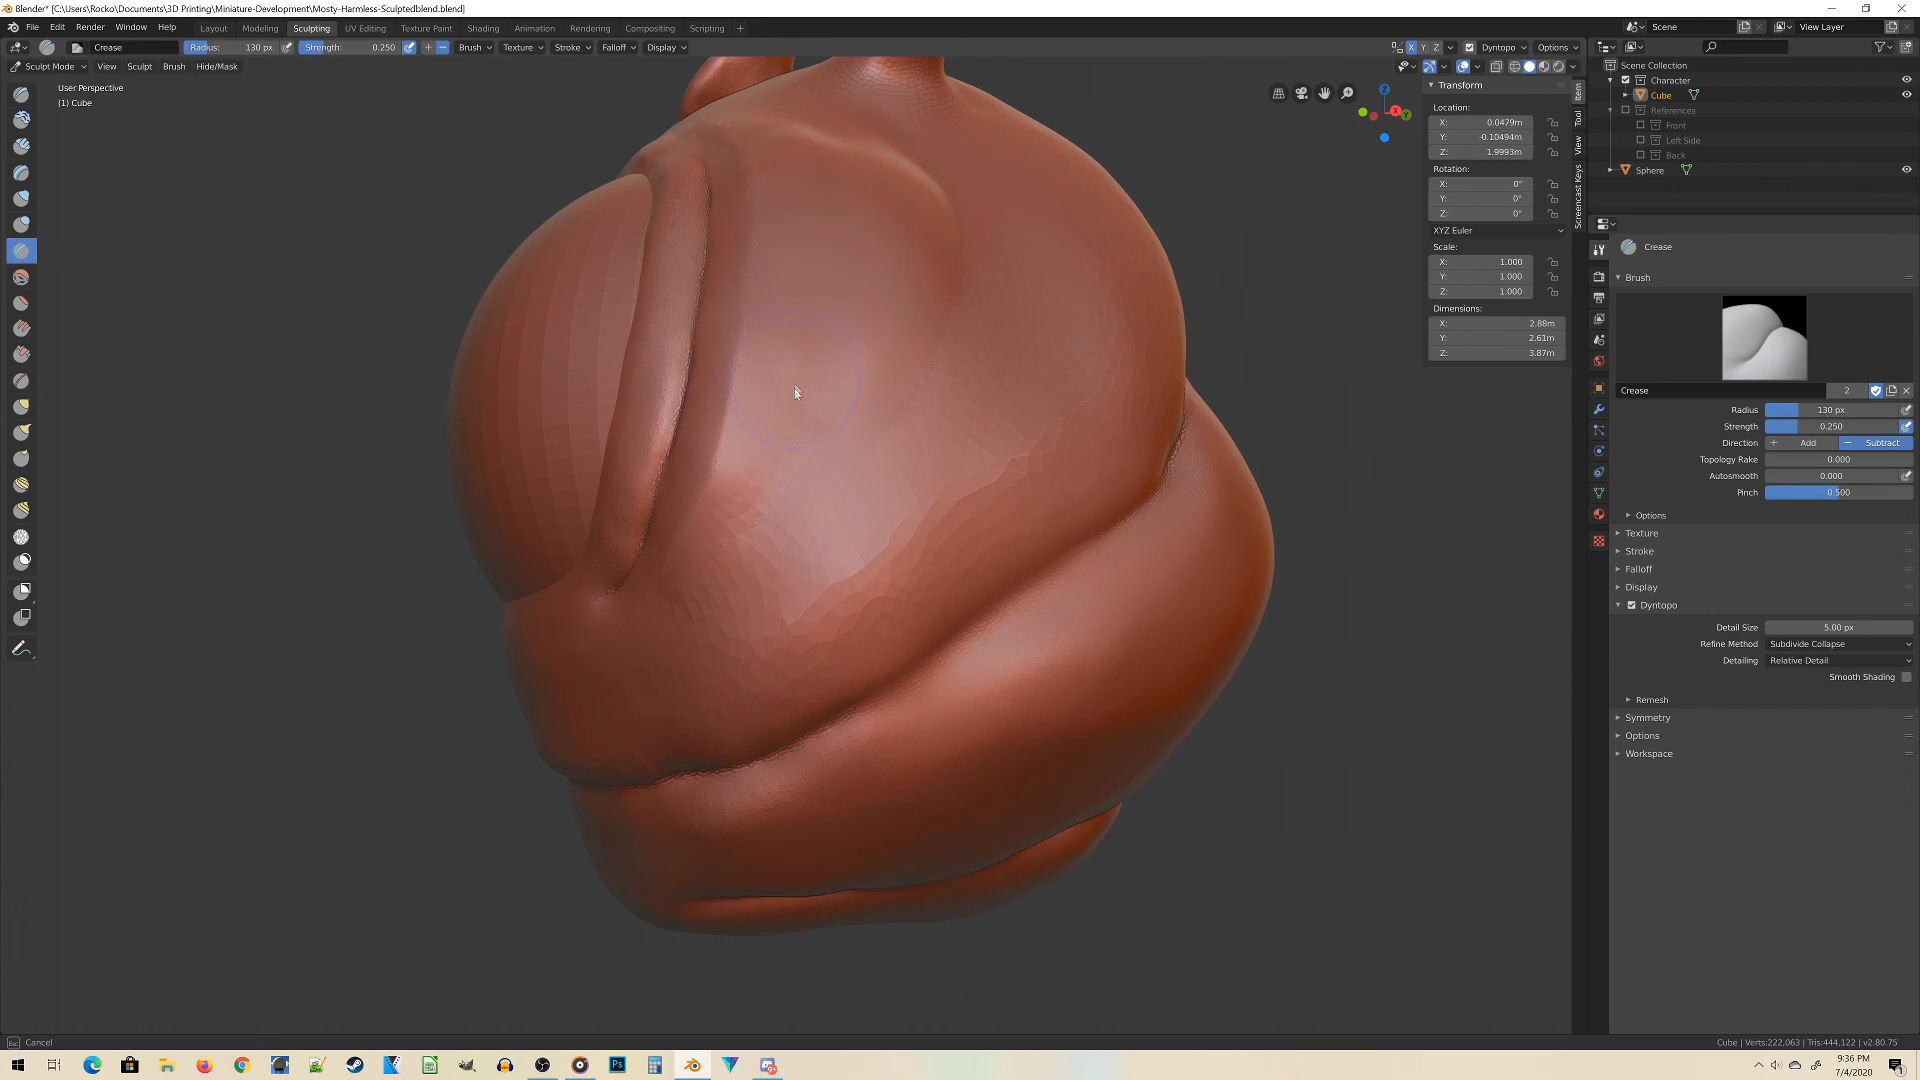 Blender* [C:\Users\Rocko\Documents\3D Printing\Miniature-Development\Mosty-Harmless-Sculptedblend.blend]
File Edit Render Window Help Layout Modeling Sculpting UV Editing Texture Paint Shading Animation Rendering Compositing Scripting + Scene View Layer
Crease Radius: 130 px Strength: 0.250 + − Brush Texture Stroke Falloff Display X Y Z Dyntopo Options
Sculpt Mode View Sculpt Brush Hide/Mask
User Perspective
(1) Cube
Transform
Location:
X: 0.0479m
Y: -0.10494m
Z: 1.9993m
Rotation:
X: 0°
Y: 0°
Z: 0°
XYZ Euler
Scale:
X: 1.000
Y: 1.000
Z: 1.000
Dimensions:
X: 2.88m
Y: 2.61m
Z: 3.87m
Item
Tool
View
Screencast Keys
Z
X
Y
Scene Collection
Character
Cube
References
Front
Left Side
Back
Sphere
Crease
Brush
Crease 2
Radius 130 px
Strength 0.250
Direction + Add − Subtract
Topology Rake 0.000
Autosmooth 0.000
Pinch 0.500
Options
Texture
Stroke
Falloff
Display
Dyntopo
Detail Size 5.00 px
Refine Method Subdivide Collapse
Detailing Relative Detail
Smooth Shading
Remesh
Symmetry
Options
Workspace
Esc Cancel
Cube | Verts:222,063 | Tris:444,122 | v2.80.75
Ps
9:36 PM
7/4/2020
1